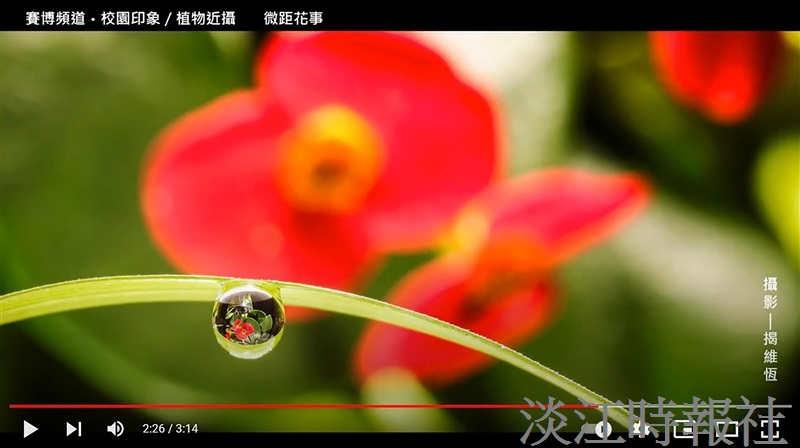 賽博頻道・校園印象 / 植物近攝　　微距花事
攝影—揭維恆
2:26 / 3:14
淡江時報社